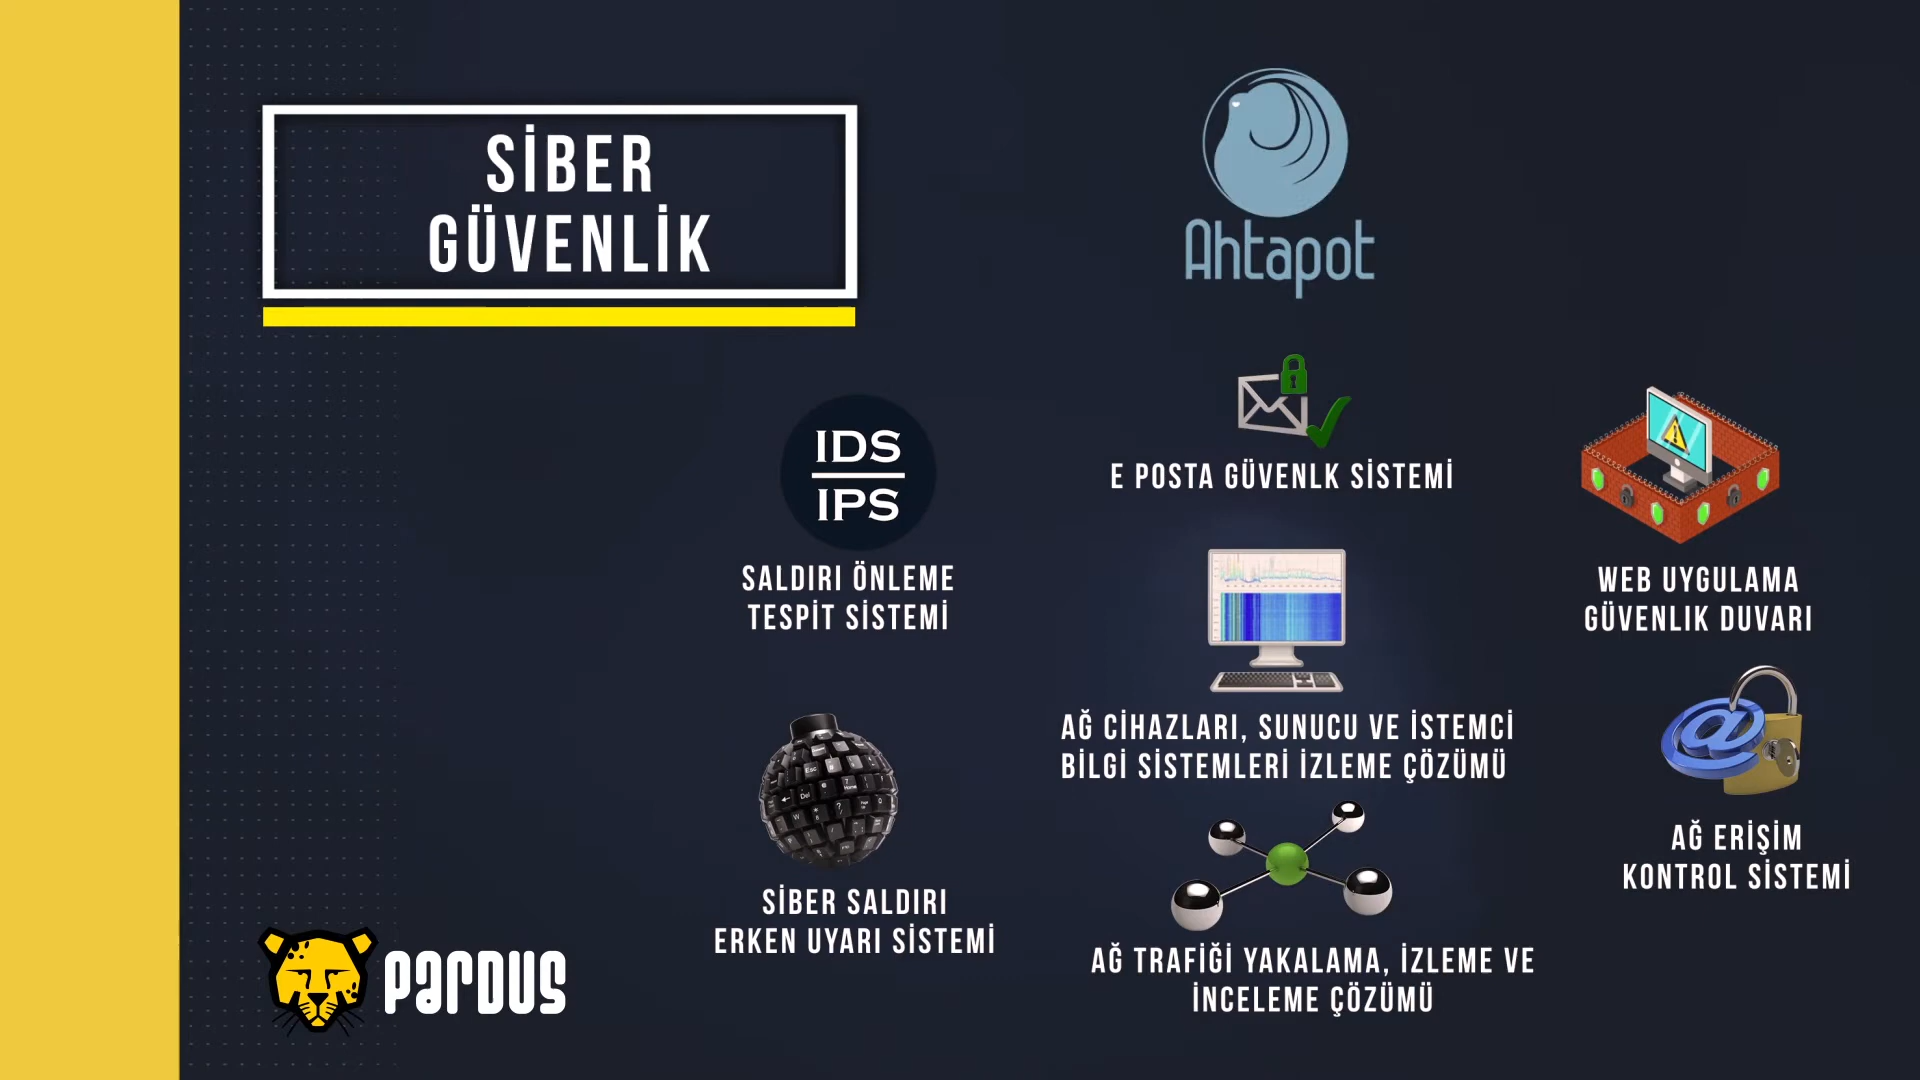 SİBER
GÜVENLİK
Ahtapot
E POSTA GÜVENLK SİSTEMİ
IDS
IPS
SALDIRI ÖNLEME
TESPİT SİSTEMİ
WEB UYGULAMA
GÜVENLIK DUVARI
AĞ CİHAZLARI, SUNUCU VE İSTEMCİ
BİLGİ SİSTEMLERİ İZLEME ÇÖZÜMÜ
SİBER SALDIRI
ERKEN UYARI SİSTEMİ
AĞ ERİŞİM
KONTROL SİSTEMİ
AĞ TRAFİĞİ YAKALAMA, İZLEME VE
İNCELEME ÇÖZÜMÜ
PARDUS